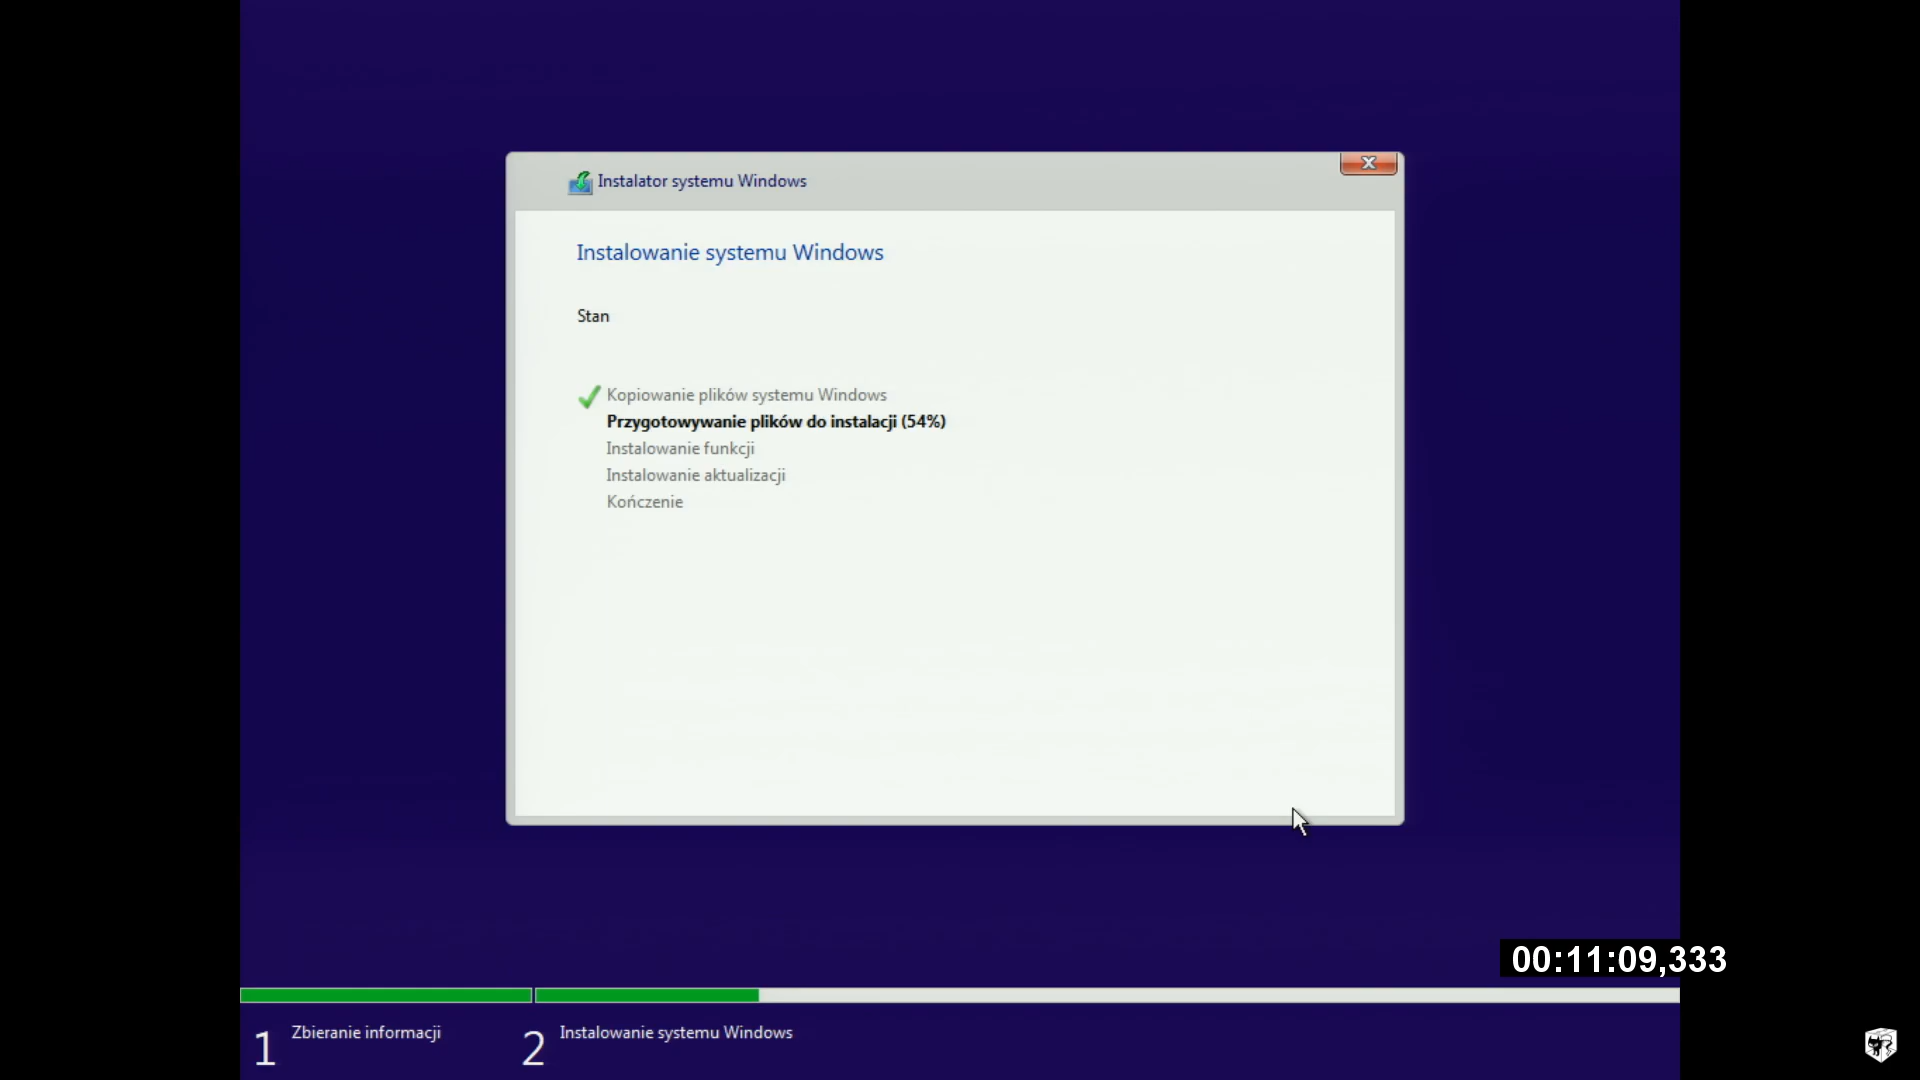 Instalator systemu Windows
Instalowanie systemu Windows
Stan
Kopiowanie plików systemu Windows
Przygotowywanie plików do instalacji (54%)
Instalowanie funkcji
Instalowanie aktualizacji
Kończenie
00:11:09,333
1 Zbieranie informacji
2 Instalowanie systemu Windows